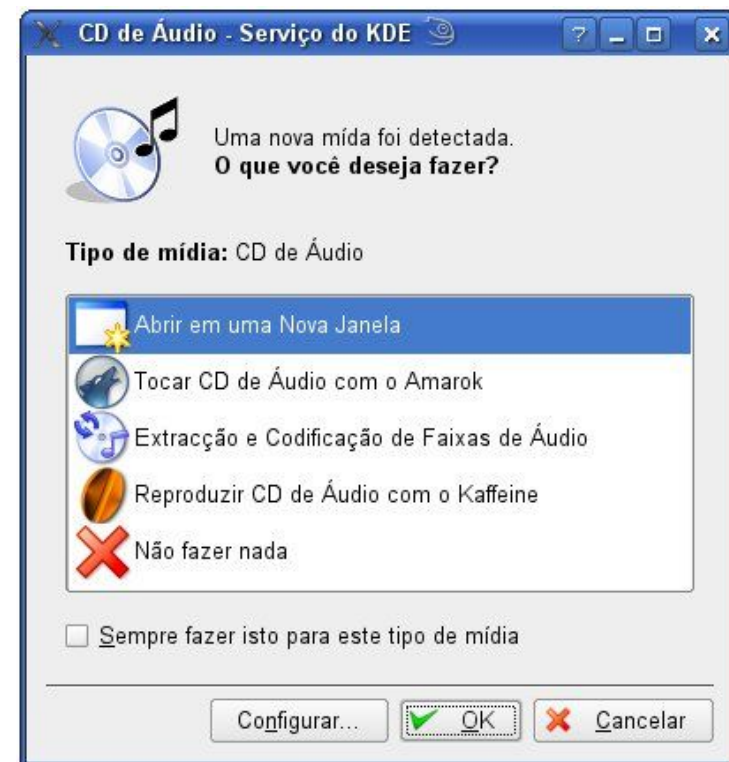 CD de Áudio - Serviço do KDE
Uma nova mída foi detectada.
O que você deseja fazer?
Tipo de mídia: CD de Áudio
Abrir em uma Nova Janela
Tocar CD de Áudio com o Amarok
Extracção e Codificação de Faixas de Áudio
Reproduzir CD de Áudio com o Kaffeine
Não fazer nada
Sempre fazer isto para este tipo de mídia
Configurar... OK Cancelar